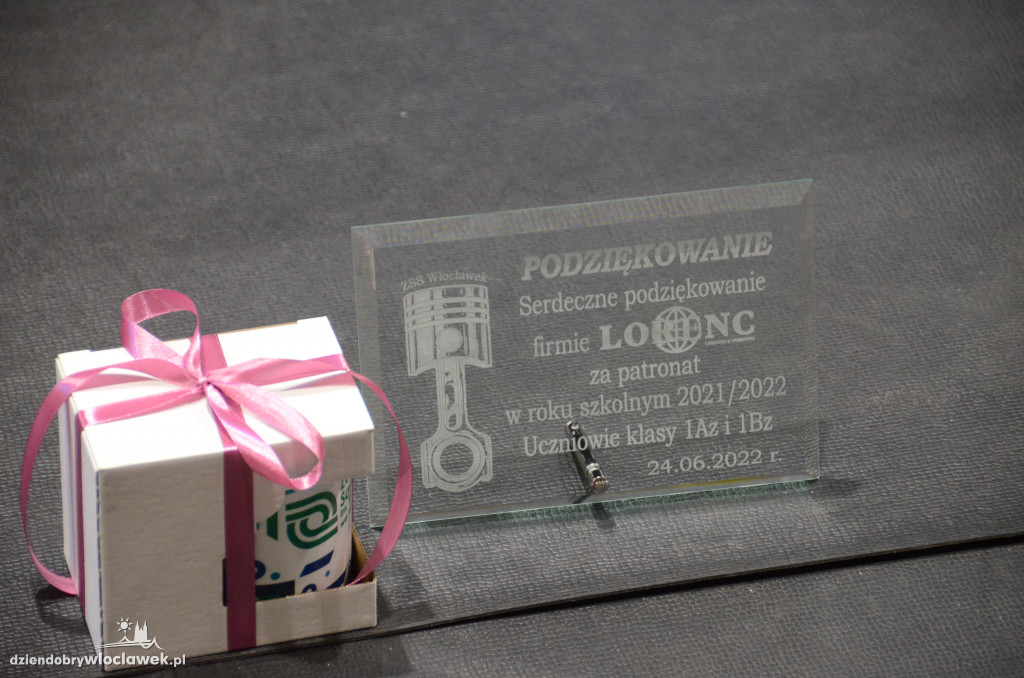 ZSS Włocławek
PODZIĘKOWANIE
Serdeczne podziękowanie
firmie LORENC
za patronat
w roku szkolnym 2021/2022
Uczniowie klasy 1Az i 1Bz
24.06.2022 r.
dziendobrywloclawek.pl